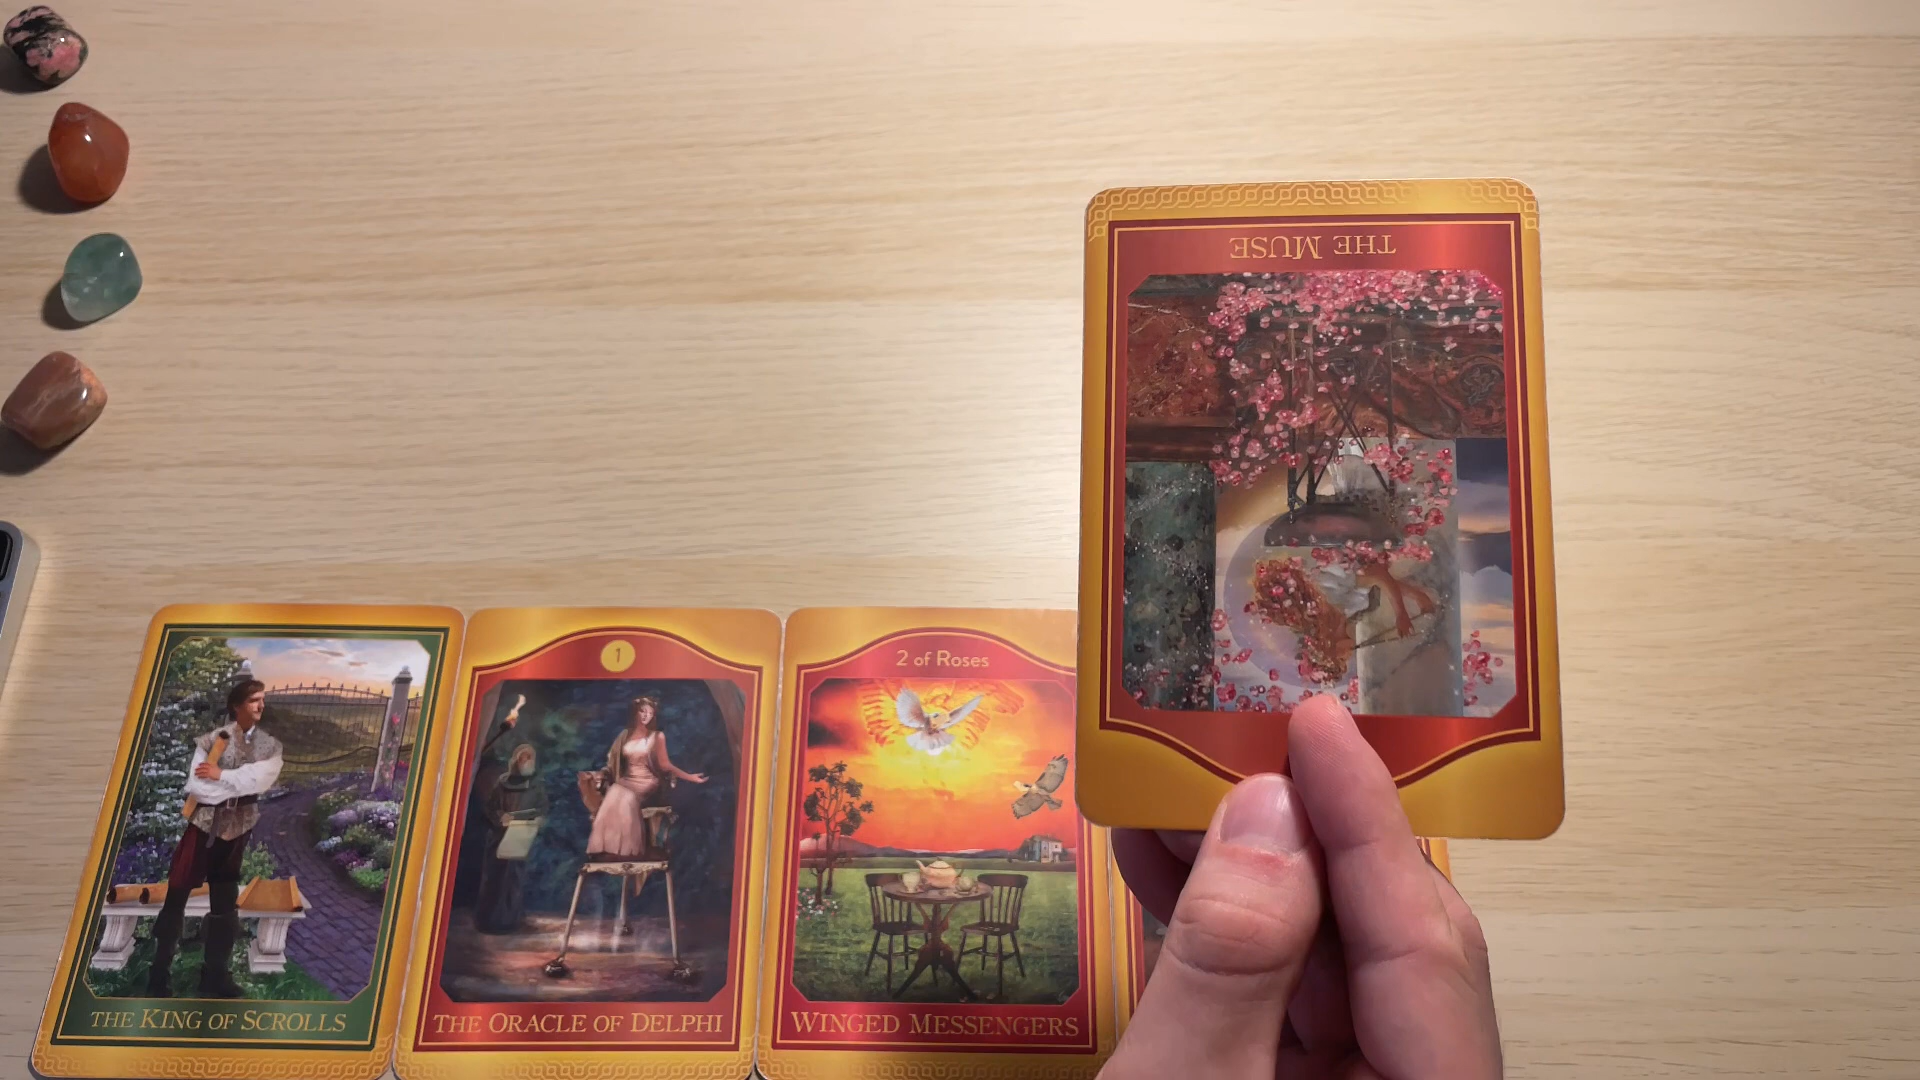 THE MUSE
THE KING OF SCROLLS
1
THE ORACLE OF DELPHI
2 of Roses
WINGED MESSENGERS